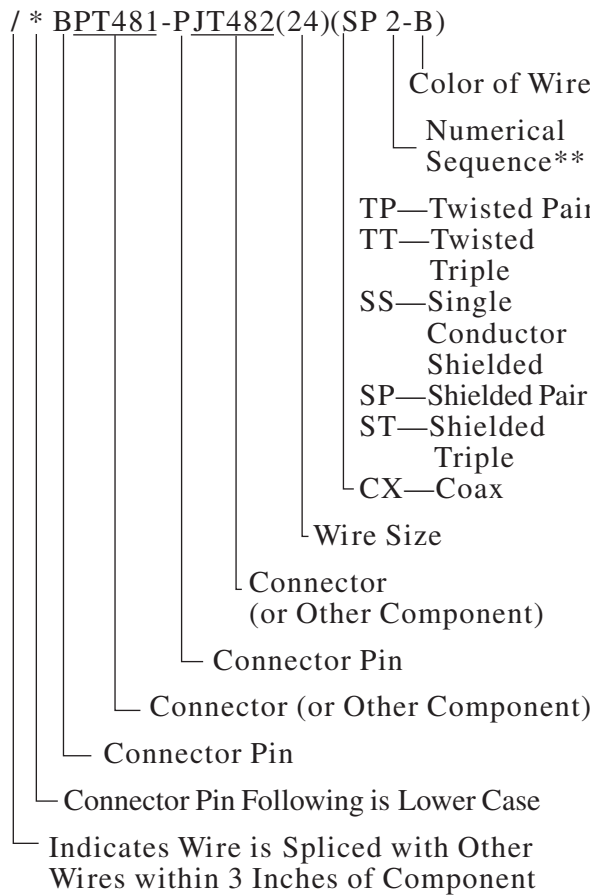 / * BPT481-PJT482(24)(SP 2-B)
Color of Wire
Numerical
Sequence**
TP—Twisted Pair
TT—Twisted
Triple
SS—Single
Conductor
Shielded
SP—Shielded Pair
ST—Shielded
Triple
CX—Coax
Wire Size
Connector
(or Other Component)
Connector Pin
Connector (or Other Component)
Connector Pin
Connector Pin Following is Lower Case
Indicates Wire is Spliced with Other
Wires within 3 Inches of Component